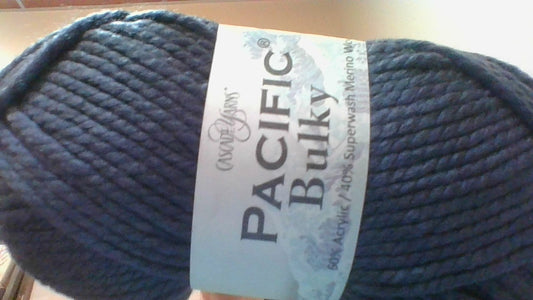 CASCADE YARNS
PACIFIC®
Bulky
60% Acrylic / 40% Superwash Merino